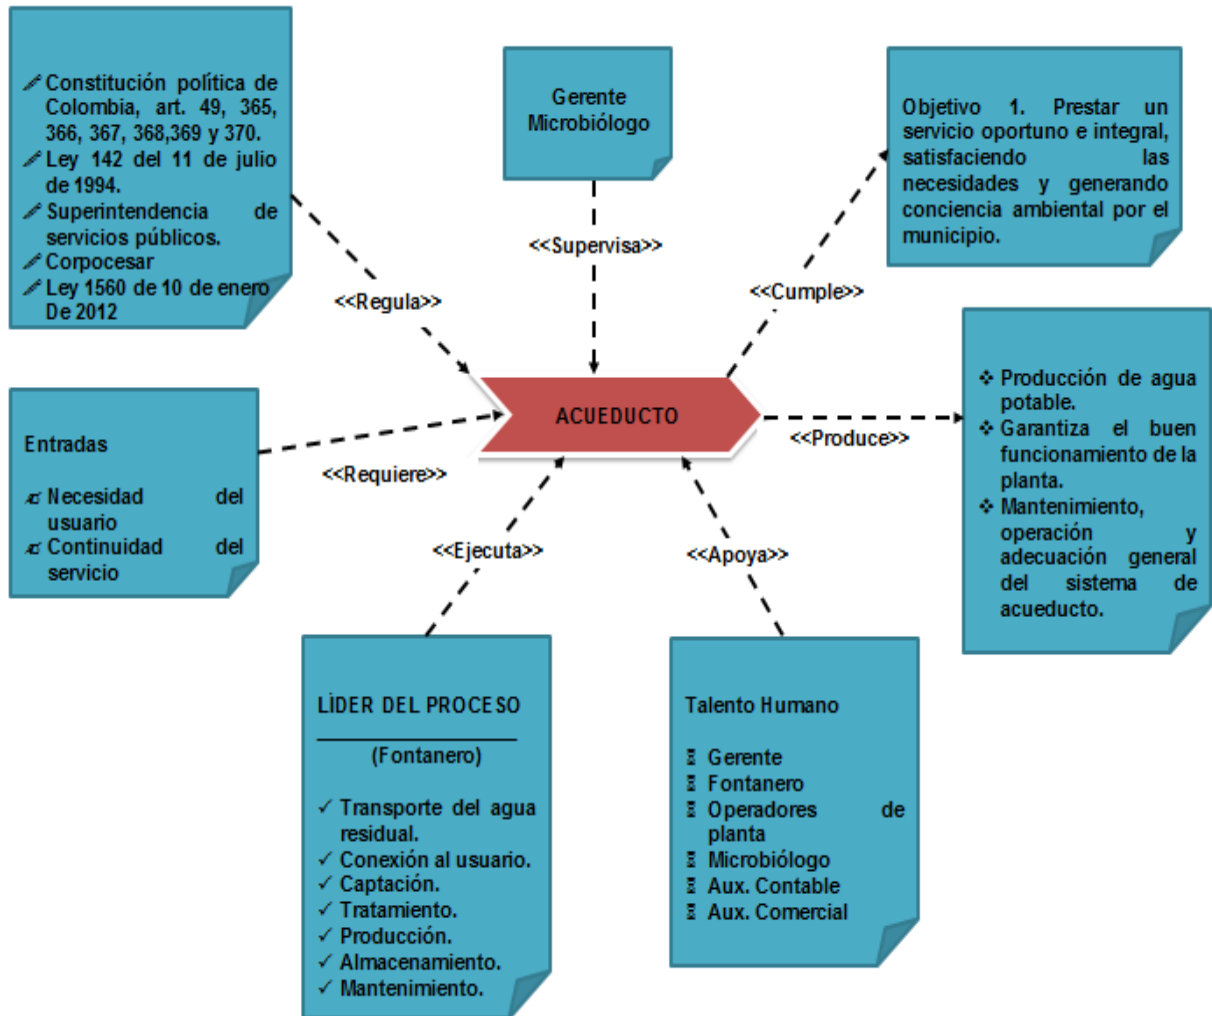 Constitución política de
Colombia, art. 49, 365,
366, 367, 368,369 y 370.
Ley 142 del 11 de julio
de 1994.
Superintendencia de
servicios públicos.
Corpocesar
Ley 1560 de 10 de enero
De 2012
Gerente
Microbiólogo
Objetivo 1. Prestar un
servicio oportuno e integral,
satisfaciendo las
necesidades y generando
conciencia ambiental por el
municipio.
<<Supervisa>>
<<Regula>>
<<Cumple>>
Entradas
Necesidad del
usuario
Continuidad del
servicio
<<Requiere>>
ACUEDUCTO
<<Produce>>
Producción de agua
potable.
Garantiza el buen
funcionamiento de la
planta.
Mantenimiento,
operación y
adecuación general
del sistema de
acueducto.
<<Ejecuta>>
<<Apoya>>
LÍDER DEL PROCESO
(Fontanero)
✓ Transporte del agua
residual.
✓ Conexión al usuario.
✓ Captación.
✓ Tratamiento.
✓ Producción.
✓ Almacenamiento.
✓ Mantenimiento.
Talento Humano
Gerente
Fontanero
Operadores de
planta
Microbiólogo
Aux. Contable
Aux. Comercial